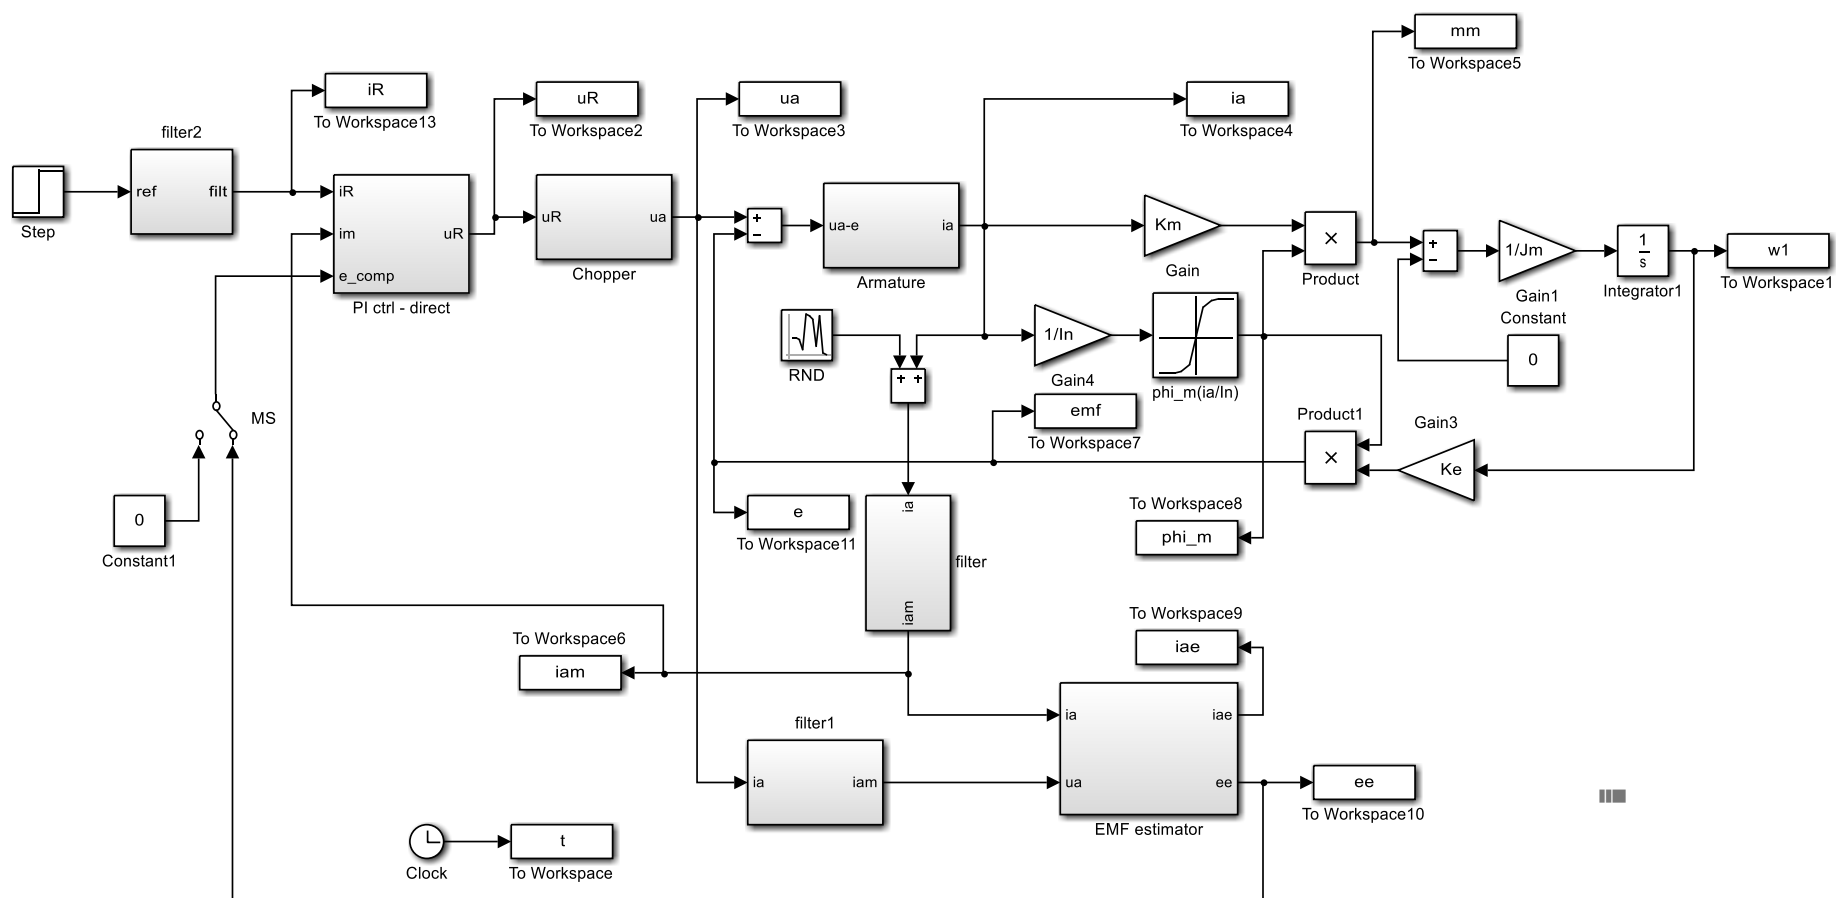 mm
To Workspace5
iR
To Workspace13
uR
To Workspace2
ua
To Workspace3
ia
To Workspace4
filter2
ref
filt
Step
iR
im
e_comp
uR
PI ctrl - direct
uR
ua
Chopper
+
−
ua-e
ia
Armature
Km
Gain
×
Product
+
−
1/Jm
Gain1
1
s
Integrator1
w1
To Workspace1
Constant
0
RND
+ +
1/In
Gain4
phi_m(ia/In)
emf
To Workspace7
Product1
×
Gain3
Ke
MS
0
Constant1
e
To Workspace11
To Workspace8
phi_m
ia
iam
filter
To Workspace6
iam
To Workspace9
iae
filter1
ia
iam
ia
ua
iae
ee
EMF estimator
ee
To Workspace10
Clock
t
To Workspace